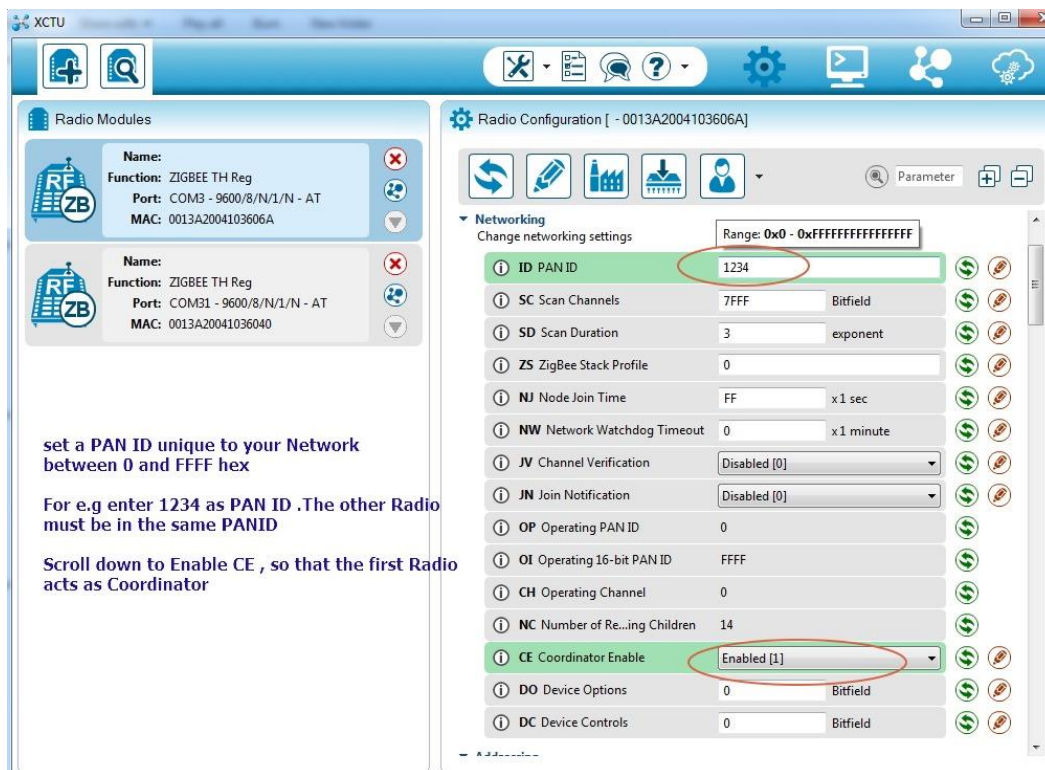 XCTU
Radio Modules
Name:
Function: ZIGBEE TH Reg
Port: COM3 - 9600/8/N/1/N - AT
MAC: 0013A2004103606A
RF
ZB
Name:
Function: ZIGBEE TH Reg
Port: COM31 - 9600/8/N/1/N - AT
MAC: 0013A20041036040
RF
ZB
set a PAN ID unique to your Network
between 0 and FFFF hex
For e.g enter 1234 as PAN ID .The other Radio
must be in the same PANID
Scroll down to Enable CE , so that the first Radio
acts as Coordinator
Radio Configuration [ - 0013A2004103606A]
Parameter
Networking
Change networking settings
Range: 0x0 - 0xFFFFFFFFFFFFFFFF
ID PAN ID 1234
SC Scan Channels 7FFF Bitfield
SD Scan Duration 3 exponent
ZS ZigBee Stack Profile 0
NJ Node Join Time FF x 1 sec
NW Network Watchdog Timeout 0 x 1 minute
JV Channel Verification Disabled [0]
JN Join Notification Disabled [0]
OP Operating PAN ID 0
OI Operating 16-bit PAN ID FFFF
CH Operating Channel 0
NC Number of Re...ing Children 14
CE Coordinator Enable Enabled [1]
DO Device Options 0 Bitfield
DC Device Controls 0 Bitfield